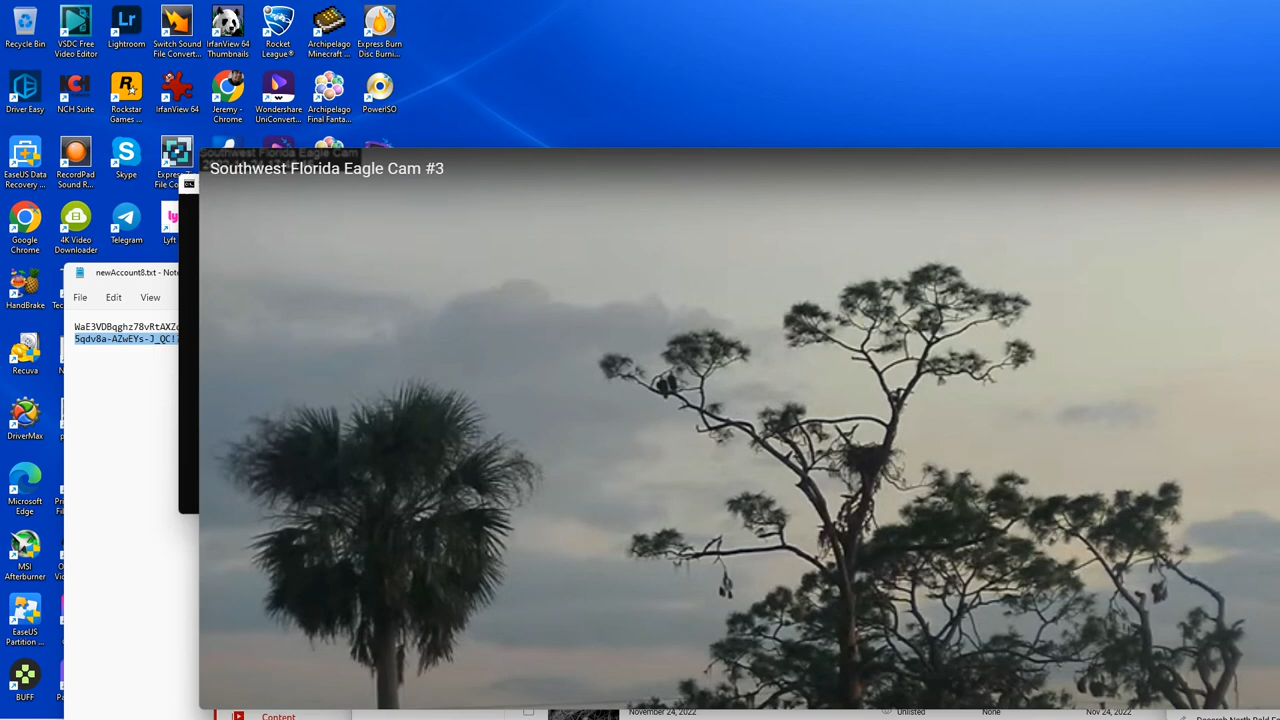 Recycle Bin
VSDC Free Video Editor
Lightroom
Switch Sound File Convert...
IrfanView 64 Thumbnails
Rocket League®
Archipelago Minecraft ...
Express Burn Disc Burni...
Driver Easy
NCH Suite
Rockstar Games ...
IrfanView 64
Jeremy - Chrome
Wondershare UniConvert...
Archipelago Final Fanta...
PowerISO
EaseUS Data Recovery ...
RecordPad Sound R...
Skype
Southwest Florida Eagle Cam
Southwest Florida Eagle Cam #3
Google Chrome
4K Video Downloader
Telegram
Lyft
newAccount8.txt - Note
File Edit View
HandBrake
Recuva
DriverMax
Microsoft Edge
MSI Afterburner
EaseUS Partition ...
BUFF
Content
November 24, 2022
Unlisted
None
Nov 24, 2022